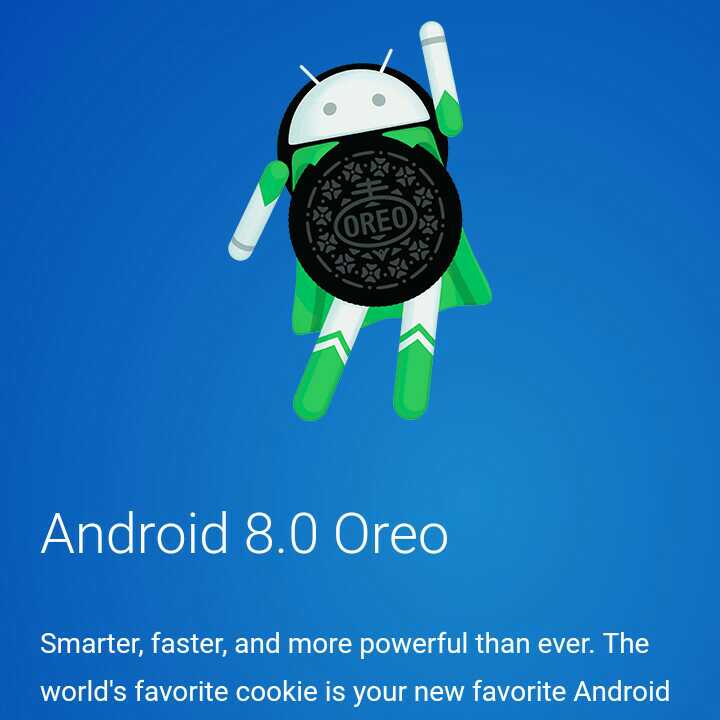 OREO
Android 8.0 Oreo
Smarter, faster, and more powerful than ever. The
world's favorite cookie is your new favorite Android